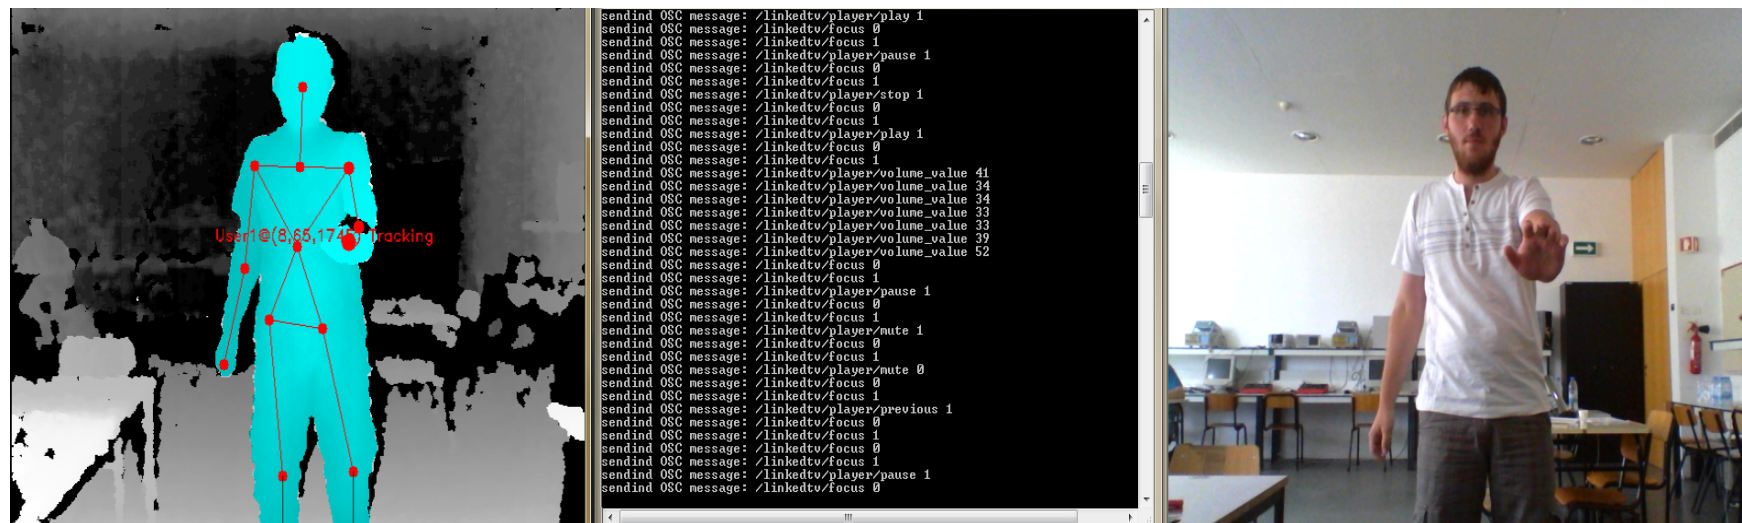 User1@(8,65,1745) Tracking
sendind OSC message: /linkedtv/player/play 1
sendind OSC message: /linkedtv/focus 0
sendind OSC message: /linkedtv/focus 1
sendind OSC message: /linkedtv/player/pause 1
sendind OSC message: /linkedtv/focus 0
sendind OSC message: /linkedtv/focus 1
sendind OSC message: /linkedtv/player/stop 1
sendind OSC message: /linkedtv/focus 0
sendind OSC message: /linkedtv/focus 1
sendind OSC message: /linkedtv/player/play 1
sendind OSC message: /linkedtv/focus 0
sendind OSC message: /linkedtv/focus 1
sendind OSC message: /linkedtv/player/volume_value 41
sendind OSC message: /linkedtv/player/volume_value 34
sendind OSC message: /linkedtv/player/volume_value 34
sendind OSC message: /linkedtv/player/volume_value 33
sendind OSC message: /linkedtv/player/volume_value 33
sendind OSC message: /linkedtv/player/volume_value 39
sendind OSC message: /linkedtv/player/volume_value 52
sendind OSC message: /linkedtv/focus 0
sendind OSC message: /linkedtv/focus 1
sendind OSC message: /linkedtv/player/pause 1
sendind OSC message: /linkedtv/focus 0
sendind OSC message: /linkedtv/focus 1
sendind OSC message: /linkedtv/player/mute 1
sendind OSC message: /linkedtv/focus 0
sendind OSC message: /linkedtv/focus 1
sendind OSC message: /linkedtv/player/mute 0
sendind OSC message: /linkedtv/focus 0
sendind OSC message: /linkedtv/focus 1
sendind OSC message: /linkedtv/player/previous 1
sendind OSC message: /linkedtv/focus 0
sendind OSC message: /linkedtv/focus 1
sendind OSC message: /linkedtv/focus 0
sendind OSC message: /linkedtv/focus 1
sendind OSC message: /linkedtv/player/pause 1
sendind OSC message: /linkedtv/focus 0